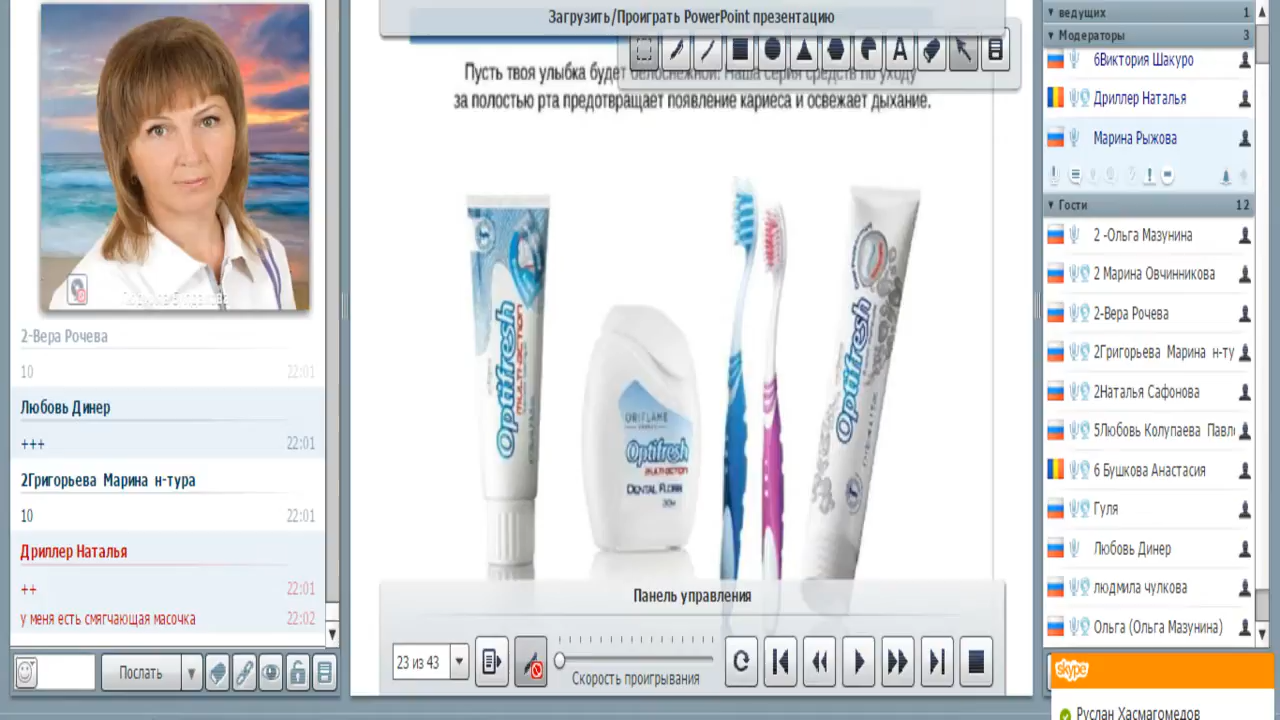 Загрузить/Проиграть PowerPoint презентацию
Пусть твоя улыбка будет белоснежной. Наша серия средств по уходу
за полостью рта предотвращает появление кариеса и освежает дыхание.
2-Вера Рочева
10 22:01
Любовь Динер
+++ 22:01
2Григорьева Марина н-тура
10 22:01
Дриллер Наталья
++ 22:01
у меня есть смягчающая масочка 22:02
Послать
Optifresh
MULTI-ACTION
ORIFLAME
Optifresh
MULTI-ACTION
DENTAL FLOSS
30M
Optifresh
Панель управления
23 из 43
Скорость проигрывания
ведущих 1
Модераторы 3
6Виктория Шакуро
Дриллер Наталья
Марина Рыжова
Гости 12
2 -Ольга Мазунина
2 Марина Овчинникова
2-Вера Рочева
2Григорьева Марина н-ту
2Наталья Сафонова
5Любовь Колупаева Павл
6 Бушкова Анастасия
Гуля
Любовь Динер
людмила чулкова
Ольга (Ольга Мазунина)
skype
Руслан Хасмагомедов